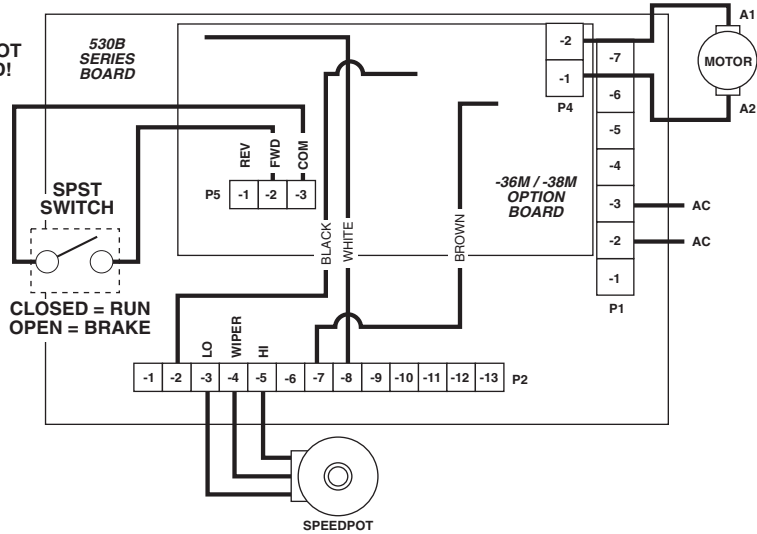 OT
D!
530B
SERIES
BOARD
-2
-1
P4
-7
-6
-5
-4
-3
-2
-1
P1
A1
MOTOR
A2
AC
AC
REV
FWD
COM
P5
-1 -2 -3
-36M / -38M
OPTION
BOARD
SPST
SWITCH
CLOSED = RUN
OPEN = BRAKE
BLACK
WHITE
BROWN
LO
WIPER
HI
-1 -2 -3 -4 -5 -6 -7 -8 -9 -10 -11 -12 -13 P2
SPEEDPOT